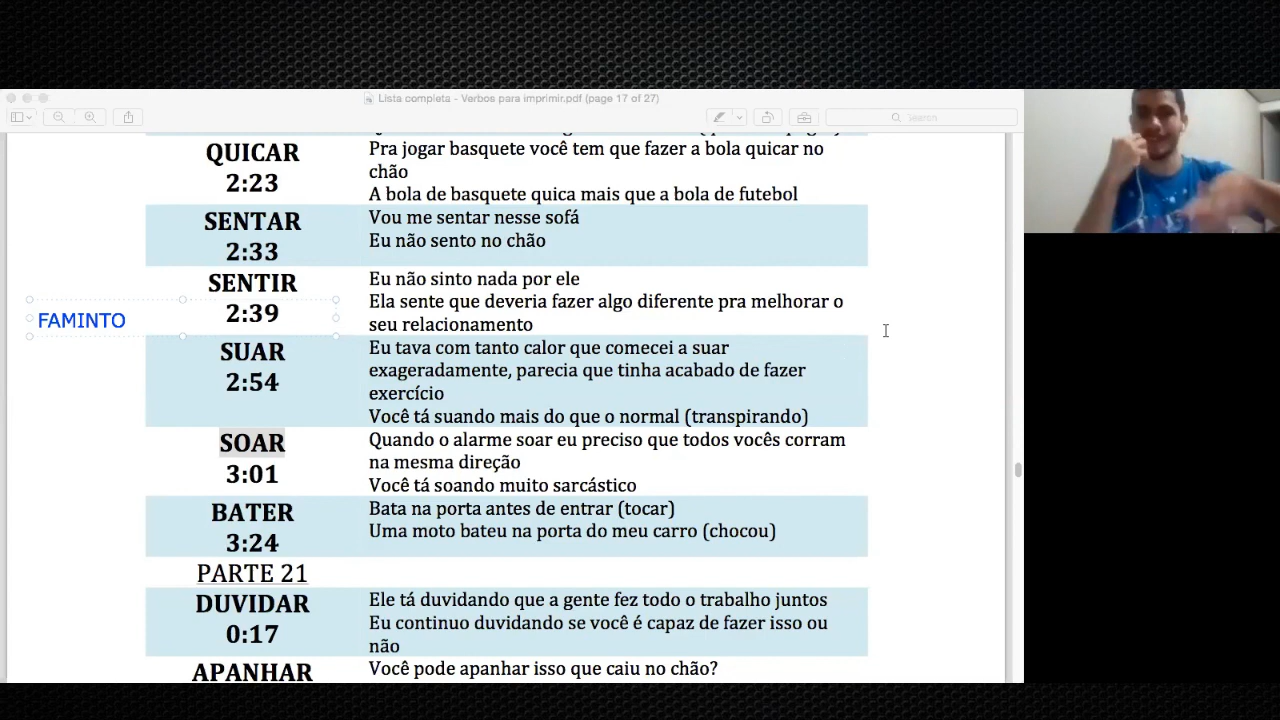 Lista completa - Verbos para imprimir.pdf (page 17 of 27)
Search
QUICAR
2:23
Pra jogar basquete você tem que fazer a bola quicar no
chão
A bola de basquete quica mais que a bola de futebol
SENTAR
2:33
Vou me sentar nesse sofá
Eu não sento no chão
SENTIR
2:39
Eu não sinto nada por ele
Ela sente que deveria fazer algo diferente pra melhorar o
seu relacionamento
FAMINTO
SUAR
2:54
Eu tava com tanto calor que comecei a suar
exageradamente, parecia que tinha acabado de fazer
exercício
Você tá suando mais do que o normal (transpirando)
SOAR
3:01
Quando o alarme soar eu preciso que todos vocês corram
na mesma direção
Você tá soando muito sarcástico
BATER
3:24
Bata na porta antes de entrar (tocar)
Uma moto bateu na porta do meu carro (chocou)
PARTE 21
DUVIDAR
0:17
Ele tá duvidando que a gente fez todo o trabalho juntos
Eu continuo duvidando se você é capaz de fazer isso ou
não
APANHAR
Você pode apanhar isso que caiu no chão?